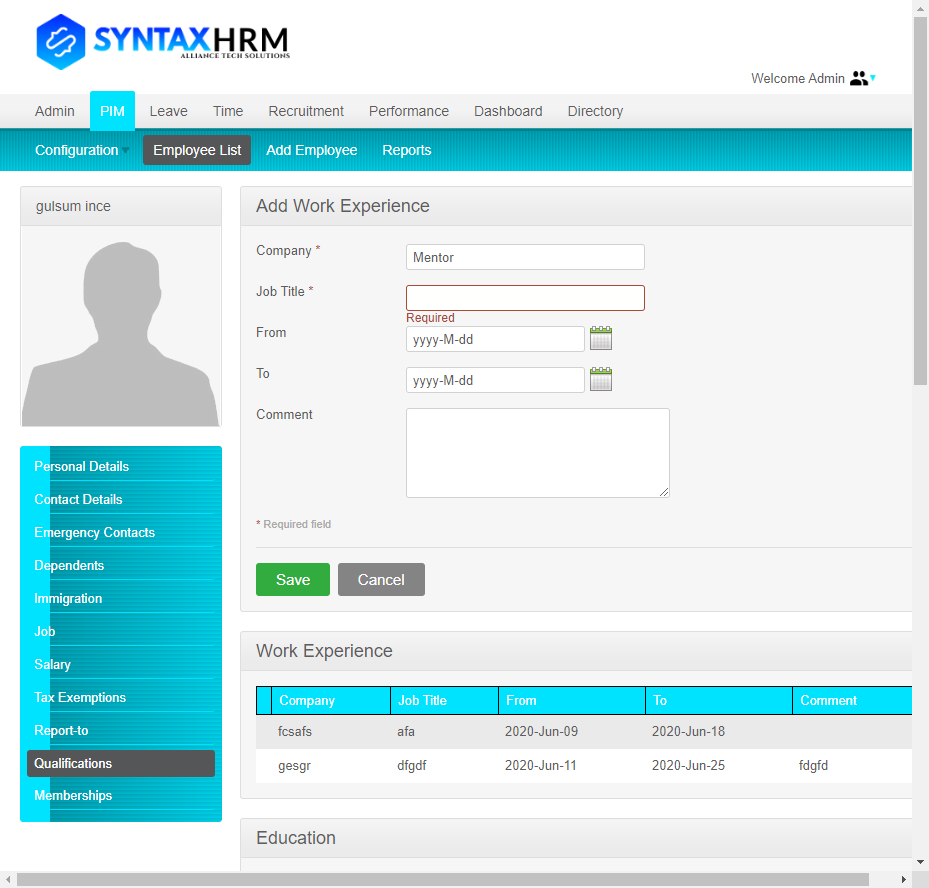 SYNTAXHRM
ALLIANCE TECH SOLUTIONS
Welcome Admin
Admin PIM Leave Time Recruitment Performance Dashboard Directory
Configuration Employee List Add Employee Reports
gulsum ince
Add Work Experience
Company * Mentor
Job Title *
Required
From yyyy-M-dd
To yyyy-M-dd
Comment
* Required field
Save Cancel
Personal Details
Contact Details
Emergency Contacts
Dependents
Immigration
Job
Salary
Tax Exemptions
Report-to
Qualifications
Memberships
Work Experience
Company Job Title From To Comment
fcsafs afa 2020-Jun-09 2020-Jun-18
gesgr dfgdf 2020-Jun-11 2020-Jun-25 fdgfd
Education